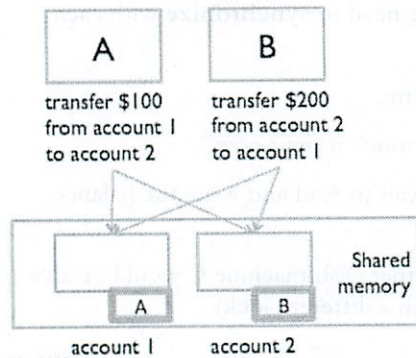 A
B
transfer $100
from account 1
to account 2
transfer $200
from account 2
to account 1
Shared
memory
A
B
account 1
account 2